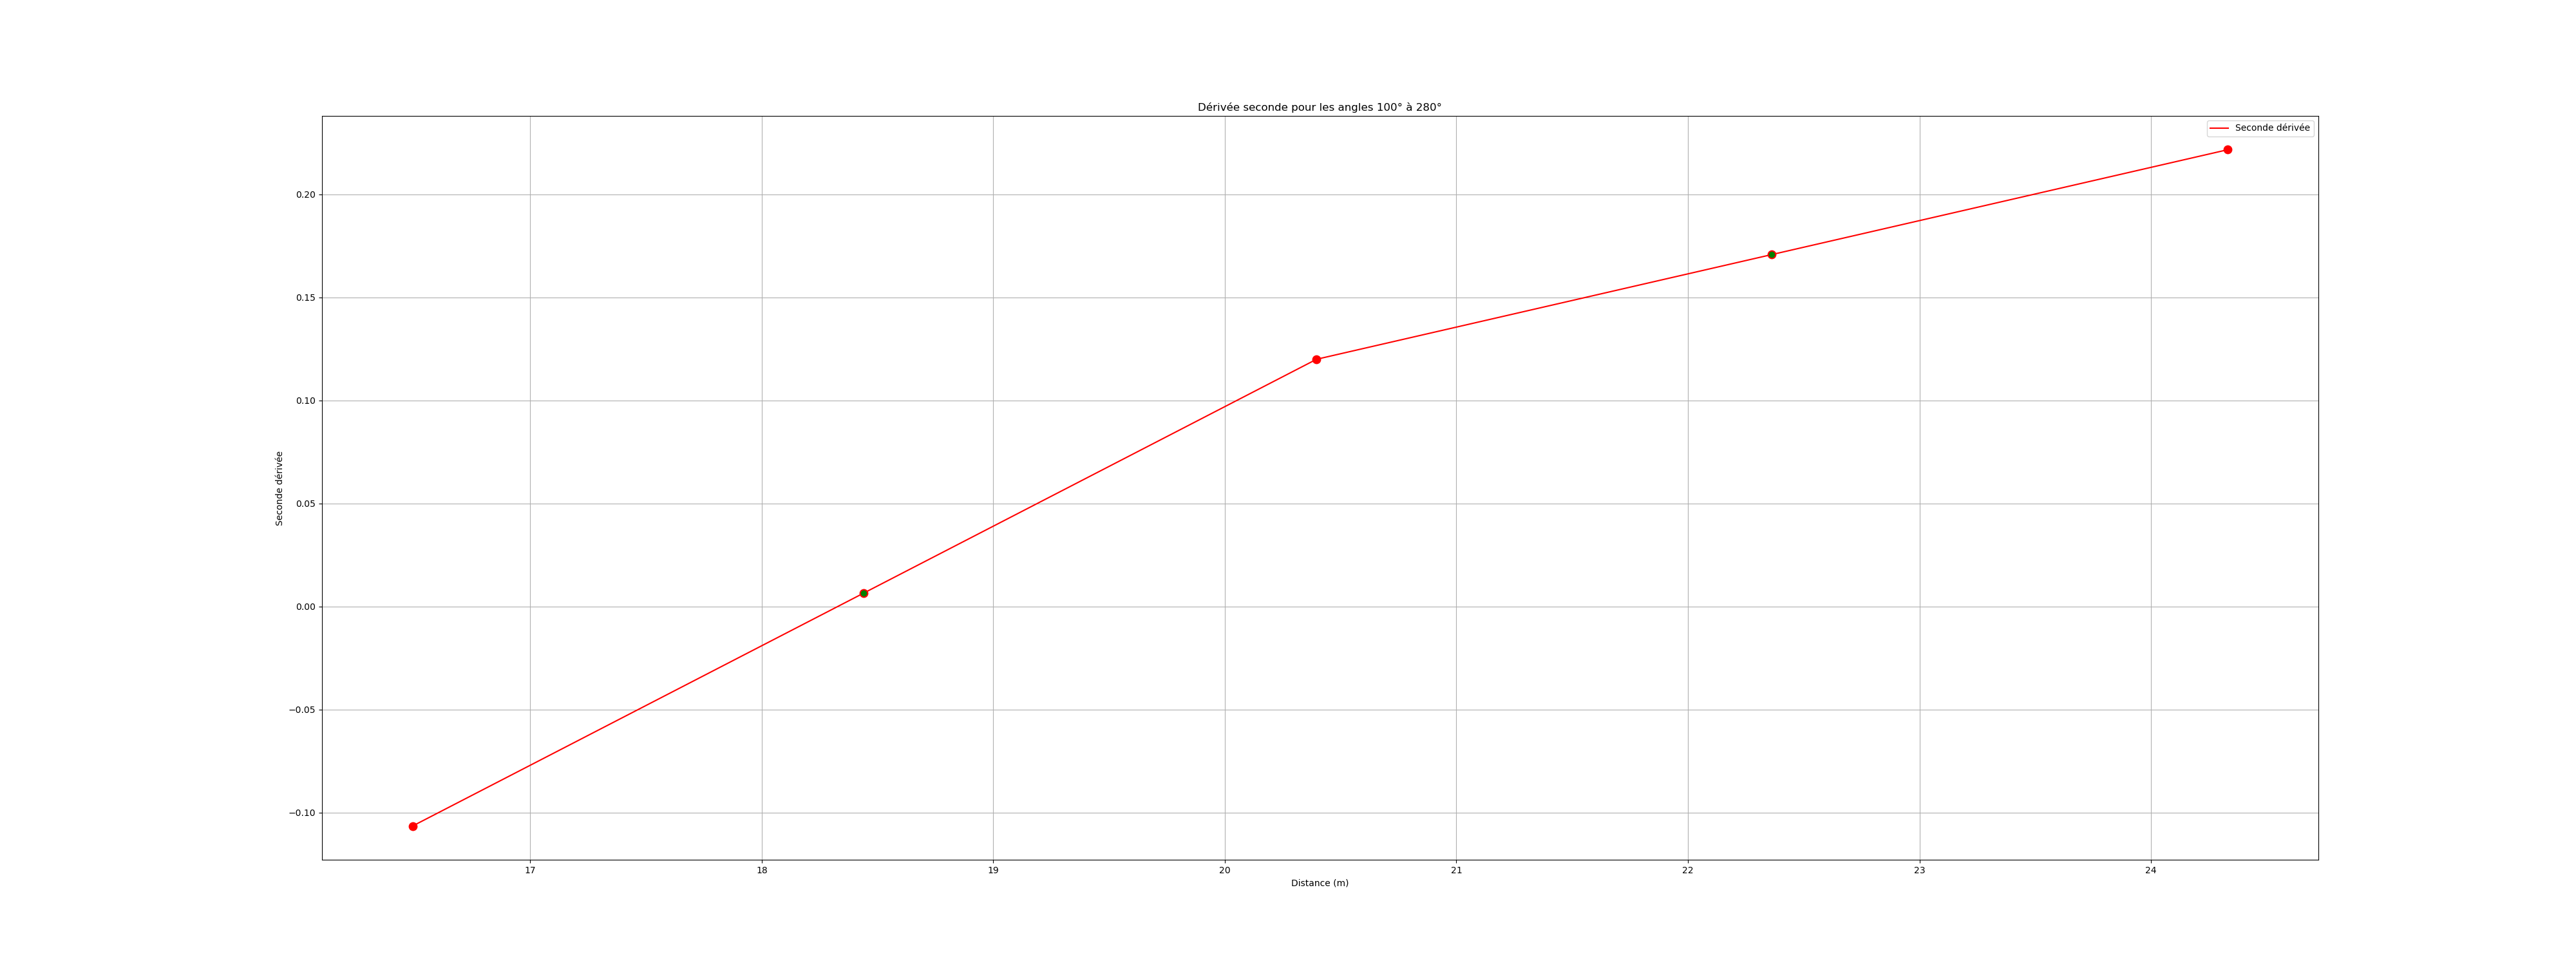 Dérivée seconde pour les angles 100° à 280°
Seconde dérivée
0.20
0.15
0.10
0.05
0.00
−0.05
−0.10
Seconde dérivée
17 18 19 20 21 22 23 24
Distance (m)